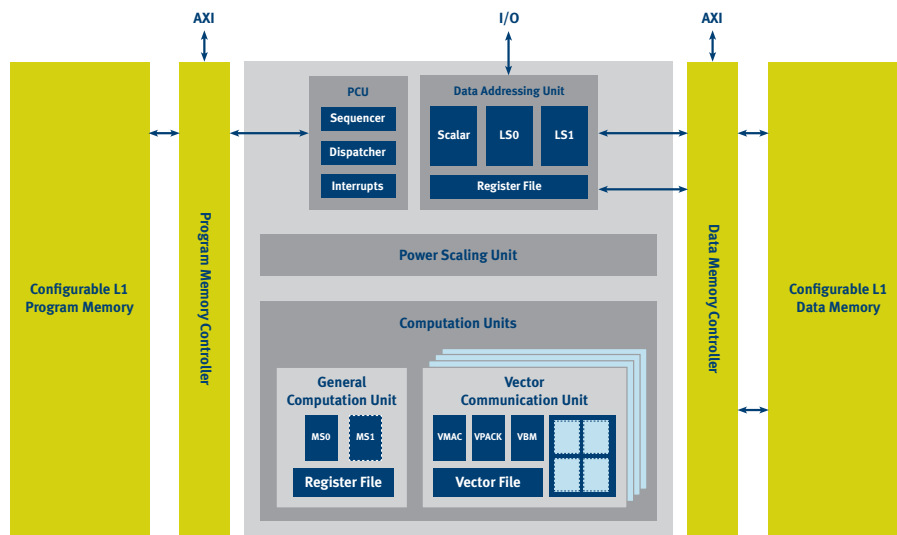 AXI
I/O
AXI
PCU
Sequencer
Dispatcher
Interrupts
Data Addressing Unit
Scalar
LS0
LS1
Register File
Configurable L1
Program Memory
Program Memory Controller
Power Scaling Unit
Data Memory Controller
Configurable L1
Data Memory
Computation Units
General
Computation Unit
MS0
MS1
Register File
Vector
Communication Unit
VMAC
VPACK
VBM
Vector File